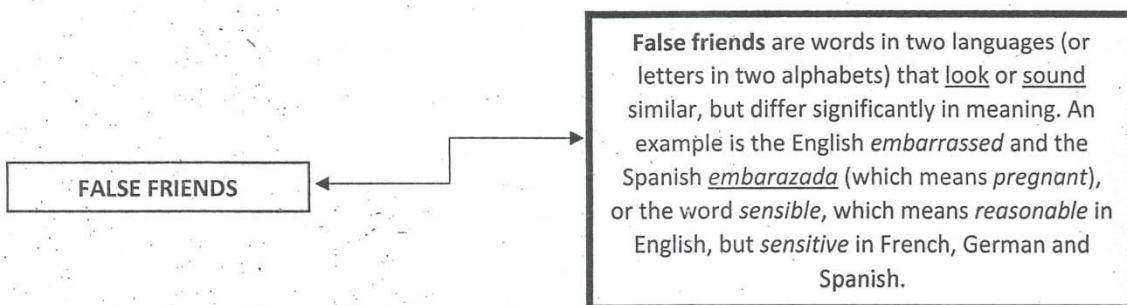 FALSE FRIENDS
False friends are words in two languages (or
letters in two alphabets) that look or sound
similar, but differ significantly in meaning. An
example is the English embarrassed and the
Spanish embarazada (which means pregnant),
or the word sensible, which means reasonable in
English, but sensitive in French, German and
Spanish.